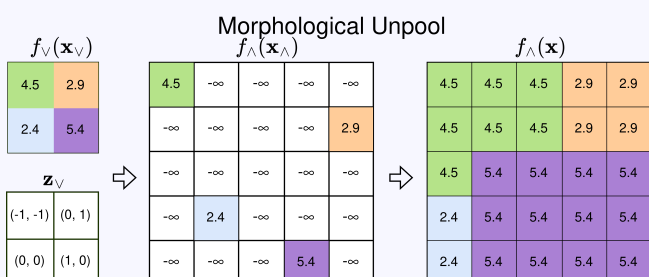 Morphological Unpool
f∨(x∨)
f∧(x∧)
f∧(x)
4.5 2.9
2.4 5.4
z∨
(-1, -1) (0, 1)
(0, 0) (1, 0)
4.5 -∞ -∞ -∞ -∞
-∞ -∞ -∞ -∞ 2.9
-∞ -∞ -∞ -∞ -∞
-∞ 2.4 -∞ -∞ -∞
-∞ -∞ -∞ 5.4 -∞
4.5 4.5 4.5 2.9 2.9
4.5 4.5 4.5 2.9 2.9
4.5 5.4 5.4 5.4 5.4
2.4 5.4 5.4 5.4 5.4
2.4 5.4 5.4 5.4 5.4